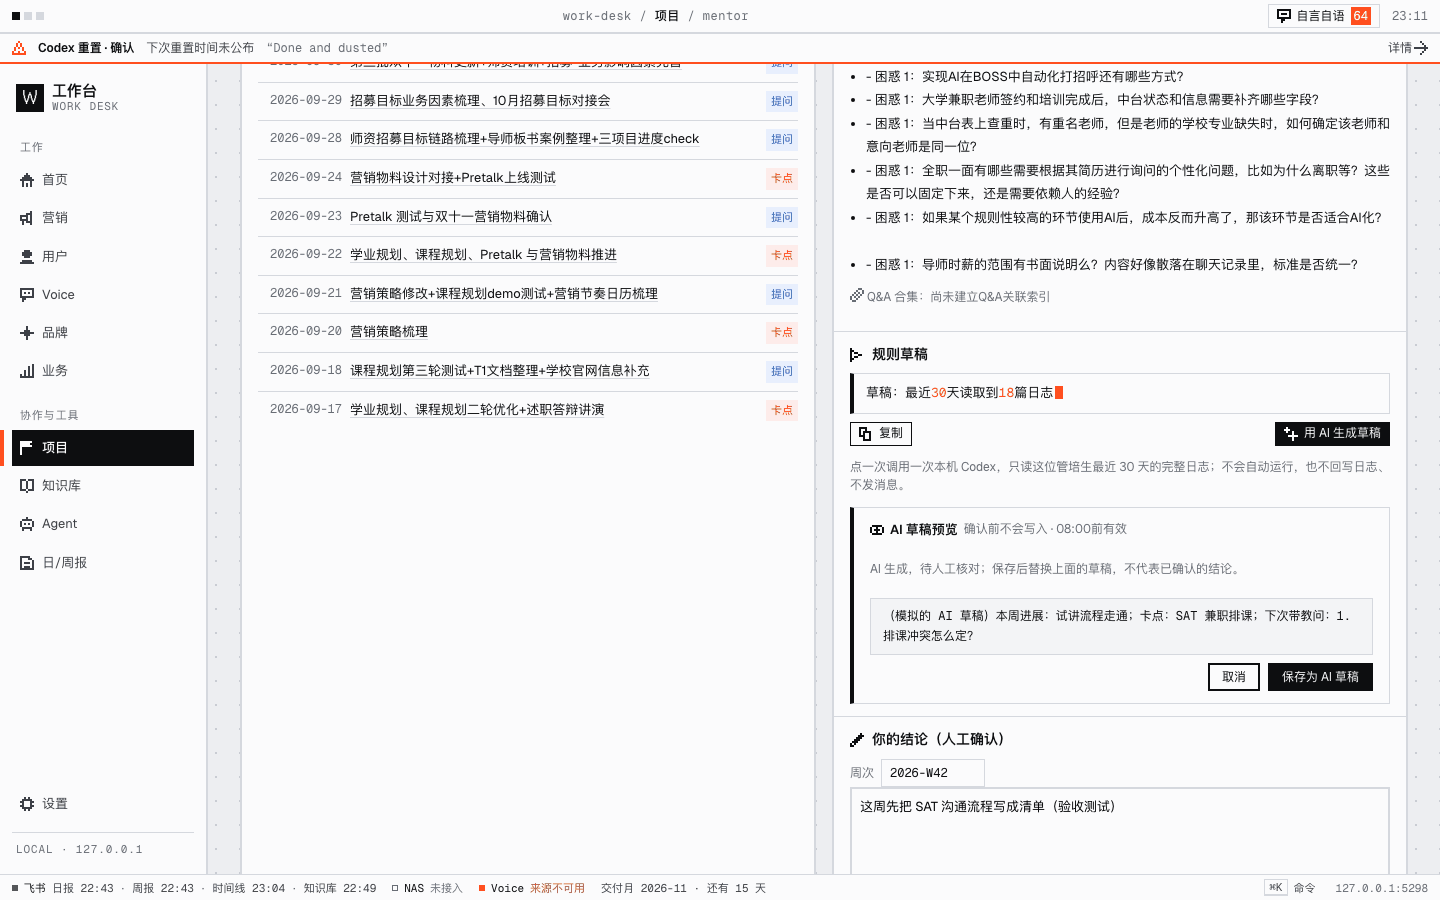 work-desk / 项目 / mentor
自言自语 64
23:11
Codex 重置 · 确认 下次重置时间未公布 “Done and dusted”
详情
W 工作台
WORK DESK
工作
首页
营销
用户
Voice
品牌
业务
协作与工具
项目
知识库
Agent
日/周报
设置
LOCAL · 127.0.0.1
2026-09-29 招募目标业务因素梳理、10月招募目标对接会 提问
2026-09-28 师资招募目标链路梳理+导师板书案例整理+三项目进度check 提问
2026-09-24 营销物料设计对接+Pretalk上线测试 卡点
2026-09-23 Pretalk 测试与双十一营销物料确认 提问
2026-09-22 学业规划、课程规划、Pretalk 与营销物料推进 卡点
2026-09-21 营销策略修改+课程规划demo测试+营销节奏日历梳理 提问
2026-09-20 营销策略梳理 卡点
2026-09-18 课程规划第三轮测试+T1文档整理+学校官网信息补充 提问
2026-09-17 学业规划、课程规划二轮优化+述职答辩讲演 卡点
- 困惑 1：实现AI在BOSS中自动化打招呼还有哪些方式？
- 困惑 1：大学兼职老师签约和培训完成后，中台状态和信息需要补齐哪些字段？
- 困惑 1：当中台表上查重时，有重名老师，但是老师的学校专业缺失时，如何确定该老师和
意向老师是同一位？
- 困惑 1：全职一面有哪些需要根据其简历进行询问的个性化问题，比如为什么离职等？这些
是否可以固定下来，还是需要依赖人的经验？
- 困惑 1：如果某个规则性较高的环节使用AI后，成本反而升高了，那该环节是否适合AI化？
- 困惑 1：导师时薪的范围有书面说明么？内容好像散落在聊天记录里，标准是否统一？
Q&A 合集：尚未建立Q&A关联索引
规则草稿
草稿：最近30天读取到18篇日志
复制
用 AI 生成草稿
点一次调用一次本机 Codex，只读这位管培生最近 30 天的完整日志；不会自动运行，也不回写日志、
不发消息。
AI 草稿预览 确认前不会写入 · 08:00前有效
AI 生成，待人工核对；保存后替换上面的草稿，不代表已确认的结论。
（模拟的 AI 草稿）本周进展：试讲流程走通；卡点：SAT 兼职排课；下次带教问：1.
排课冲突怎么定？
取消
保存为 AI 草稿
你的结论（人工确认）
周次 2026-W42
这周先把 SAT 沟通流程写成清单（验收测试）
飞书 日报 22:43 · 周报 22:43 · 时间线 23:04 · 知识库 22:49 NAS 未接入 Voice 来源不可用 交付月 2026-11 · 还有 15 天
⌘K 命令 127.0.0.1:5298